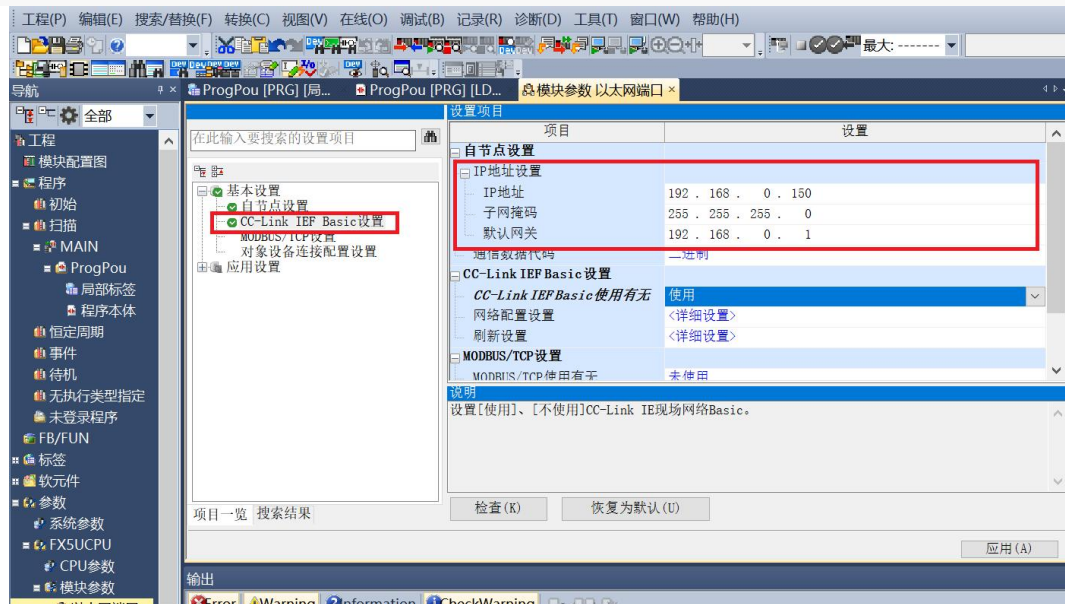 工程(P) 编辑(E) 搜索/替换(F) 转换(C) 视图(V) 在线(O) 调试(B) 记录(R) 诊断(D) 工具(T) 窗口(W) 帮助(H)
最大: -------
导航
ProgPou [PRG] [局...
ProgPou [PRG] [LD...
模块参数 以太网端口
全部
工程
模块配置图
程序
初始
扫描
MAIN
ProgPou
局部标签
程序本体
恒定周期
事件
待机
无执行类型指定
未登录程序
FB/FUN
标签
软元件
参数
系统参数
FX5UCPU
CPU参数
模块参数
以太网端口
在此输入要搜索的设置项目
基本设置
自节点设置
CC-Link IEF Basic设置
MODBUS/TCP设置
对象设备连接配置设置
应用设置
项目一览 搜索结果
设置项目
项目 设置
自节点设置
IP地址设置
IP地址 192 . 168 . 0 . 150
子网掩码 255 . 255 . 255 . 0
默认网关 192 . 168 . 0 . 1
通信数据代码 二进制
CC-Link IEF Basic设置
CC-Link IEF Basic使用有无 使用
网络配置设置 <详细设置>
刷新设置 <详细设置>
MODBUS/TCP设置
MODBUS/TCP使用有无 未使用
说明
设置[使用]、[不使用]CC-Link IE现场网络Basic。
检查(K) 恢复为默认(U)
应用(A)
输出
Error Warning Information CheckWarning